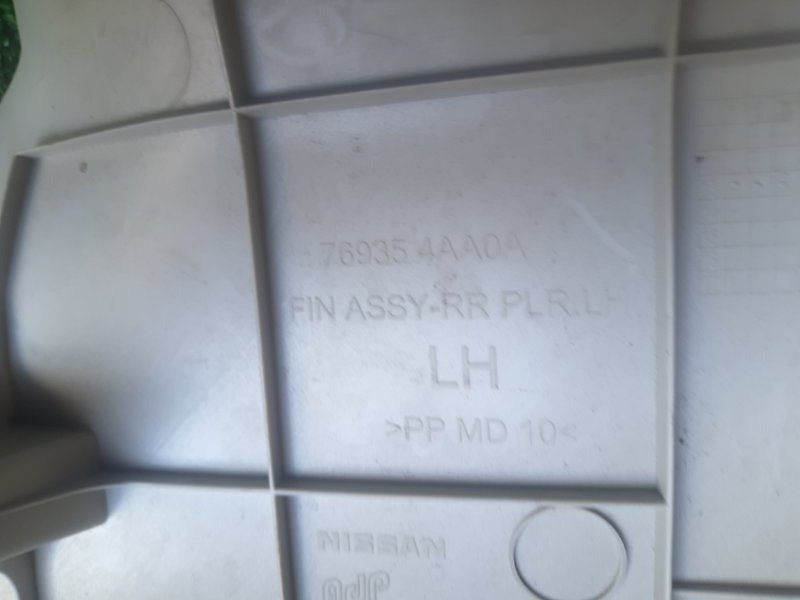 76935 4AA0A
FIN ASSY-RR PLR.LH
LH
>PP MD 10<
NISSAN